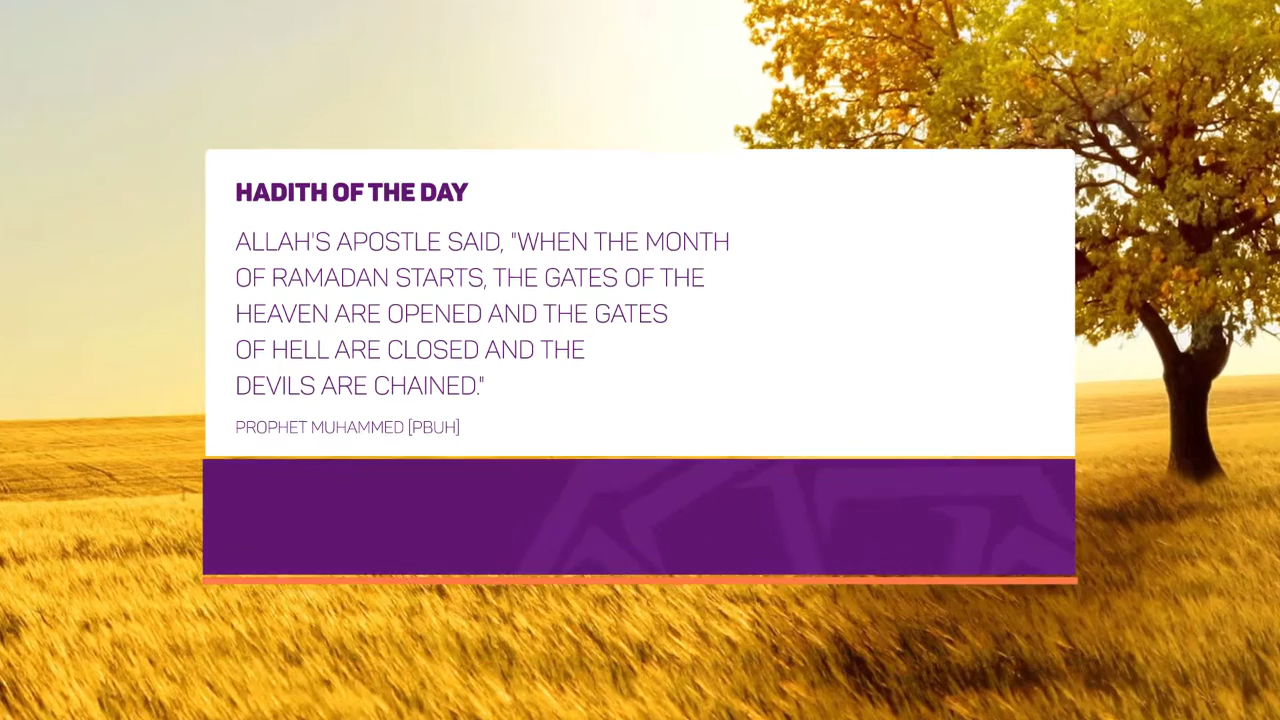 HADITH OF THE DAY
ALLAH'S APOSTLE SAID, "WHEN THE MONTH
OF RAMADAN STARTS, THE GATES OF THE
HEAVEN ARE OPENED AND THE GATES
OF HELL ARE CLOSED AND THE
DEVILS ARE CHAINED."
PROPHET MUHAMMED [PBUH]